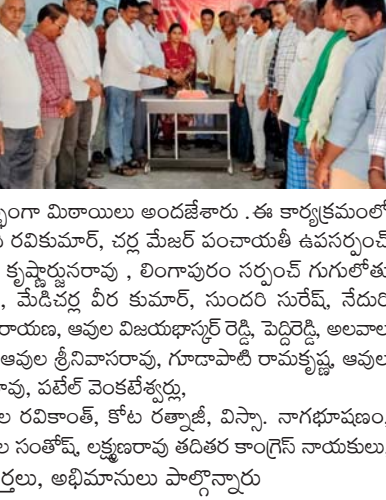 మిఠాయిలు అందజేశారు .ఈ కార్యక్రమంలో
రవికుమార్, చర్ల మేజర్ పంచాయతీ ఉపసర్పంచ్
కృష్ణార్జునరావు , లింగాపురం సర్పంచ్ గుగులోతు
, మేడిచర్ల వీర కుమార్, సుందరి సురేష్, నేదురి
రాయణ, ఆవుల విజయభాస్కర్ రెడ్డి, పెద్దిరెడ్డి, అలవాల
ఆవుల శ్రీనివాసరావు, గూడాపాటి రామకృష్ణ, ఆవుల
వు, పటేల్ వెంకటేశ్వర్లు,
ల రవికాంత్, కోట రత్నాజీ, విస్సా. నాగభూషణం,
ల సంతోష్, లక్ష్మణరావు తదితర కాంగ్రెస్ నాయకులు,
ర్తలు, అభిమానులు పాల్గొన్నారు